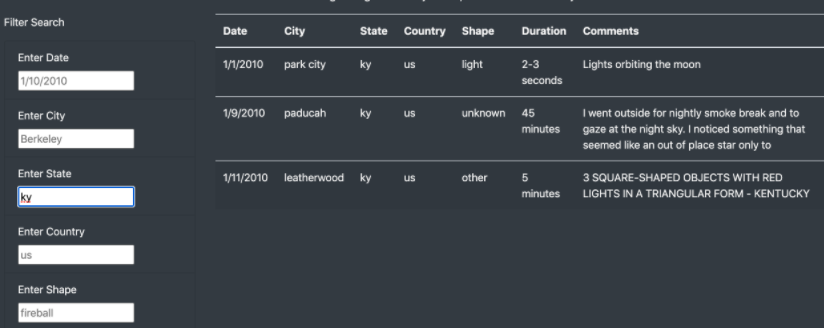 Filter Search
Enter Date
1/10/2010
Enter City
Berkeley
Enter State
ky
Enter Country
us
Enter Shape
fireball
Date City State Country Shape Duration Comments
1/1/2010 park city ky us light 2-3 Lights orbiting the moon
seconds
1/9/2010 paducah ky us unknown 45 I went outside for nightly smoke break and to
minutes gaze at the night sky. I noticed something that
seemed like an out of place star only to
1/11/2010 leatherwood ky us other 5 3 SQUARE-SHAPED OBJECTS WITH RED
minutes LIGHTS IN A TRIANGULAR FORM - KENTUCKY